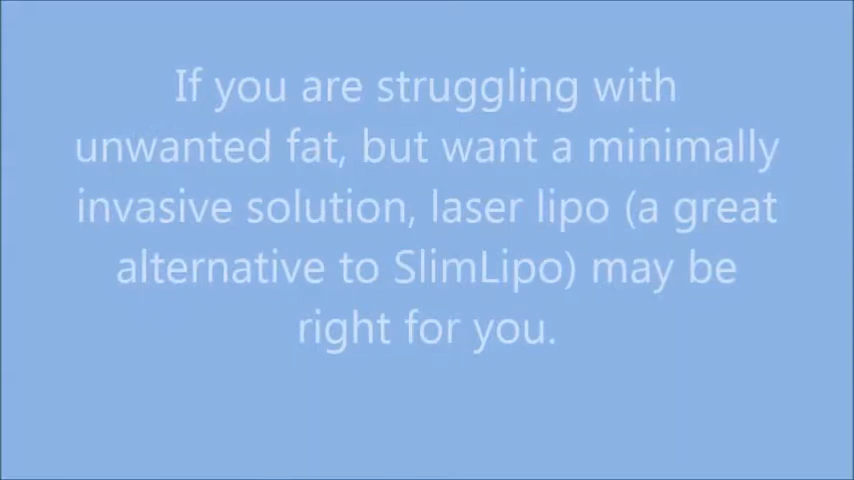 If you are struggling with
unwanted fat, but want a minimally
invasive solution, laser lipo (a great
alternative to SlimLipo) may be
right for you.